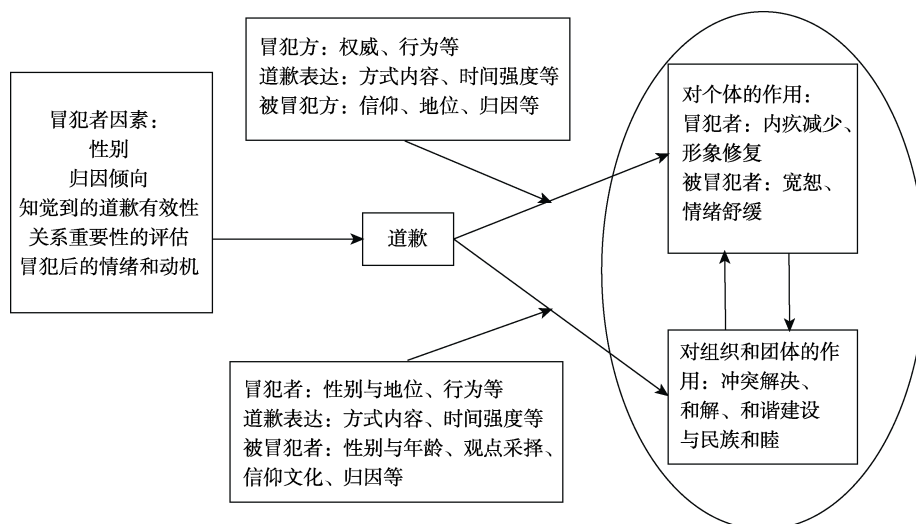 冒犯者因素：
性别
归因倾向
知觉到的道歉有效性
关系重要性的评估
冒犯后的情绪和动机
冒犯方：权威、行为等
道歉表达：方式内容、时间强度等
被冒犯方：信仰、地位、归因等
道歉
冒犯者：性别与地位、行为等
道歉表达：方式内容、时间强度等
被冒犯者：性别与年龄、观点采择、
信仰文化、归因等
对个体的作用：
冒犯者：内疚减少、
形象修复
被冒犯者：宽恕、
情绪舒缓
对组织和团体的作
用：冲突解决、
和解、和谐建设
与民族和睦